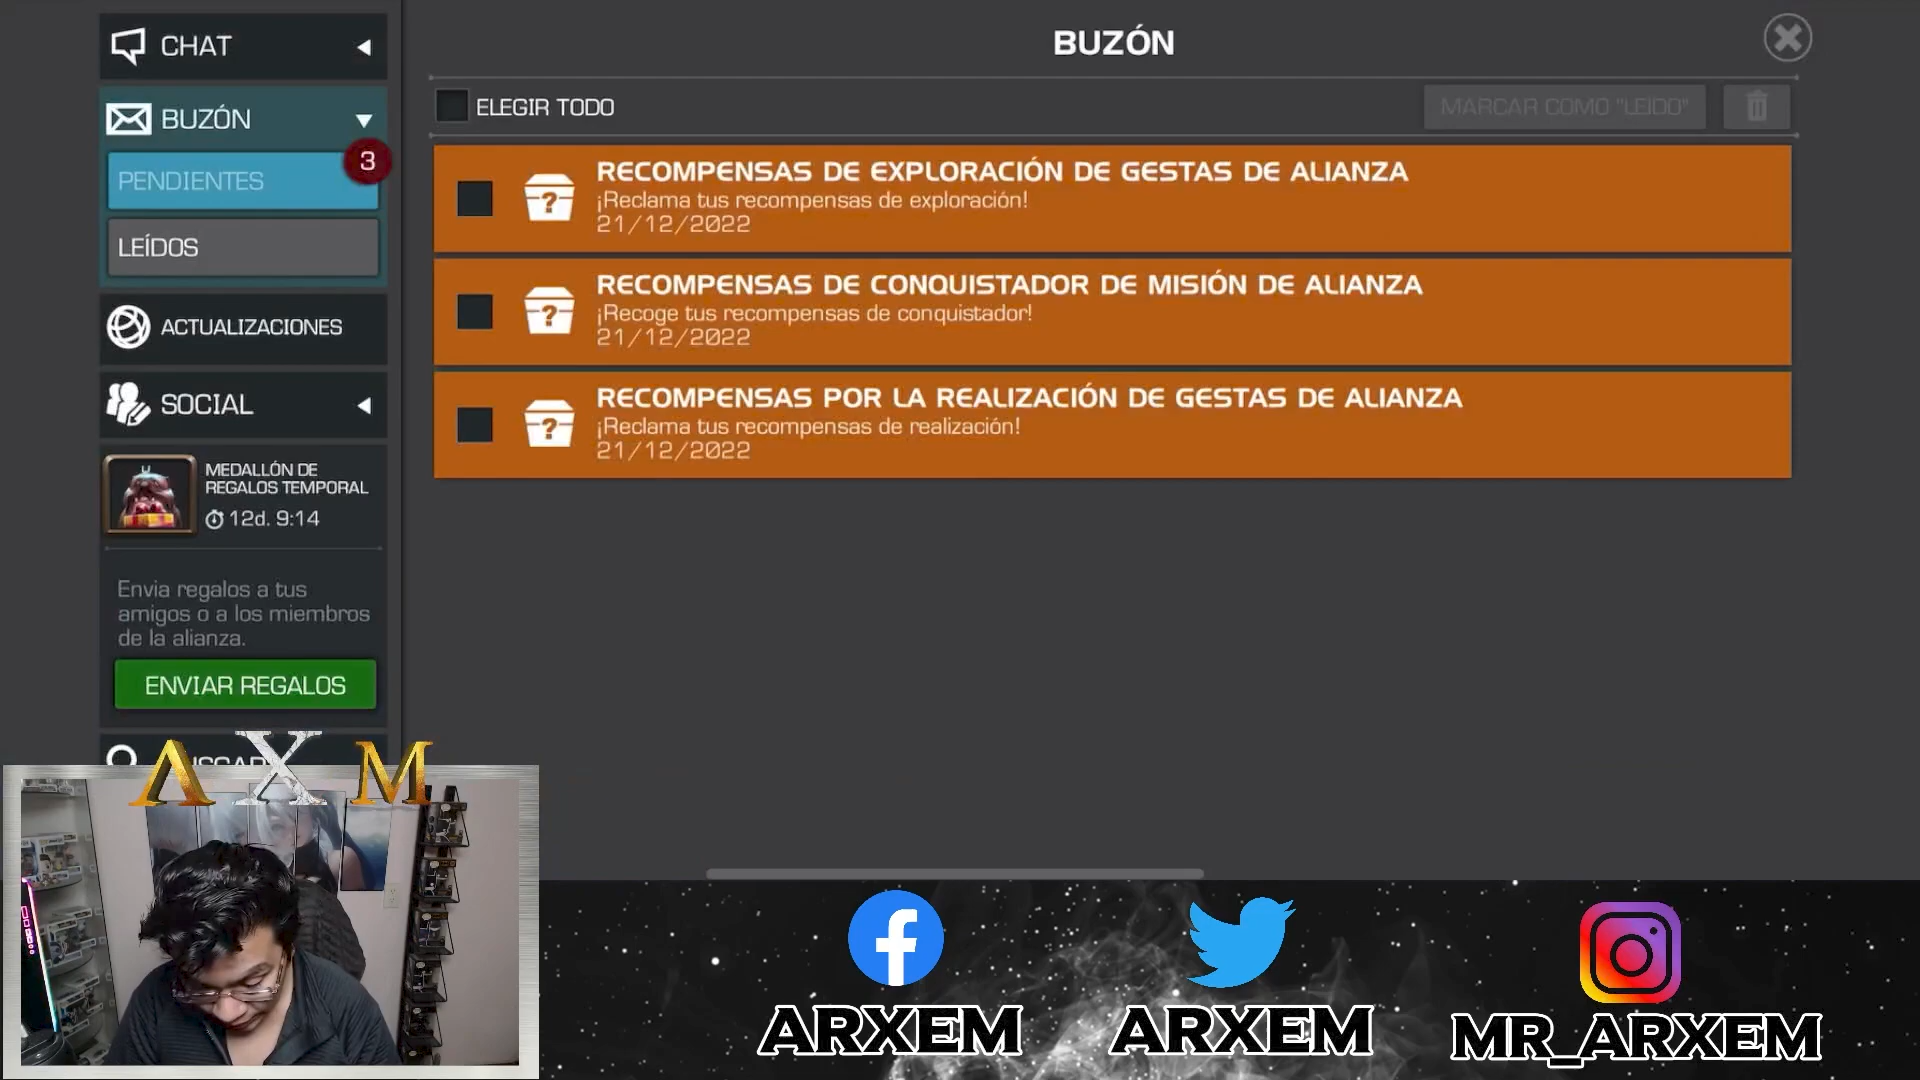 CHAT
BUZÓN
3
PENDIENTES
LEÍDOS
ACTUALIZACIONES
SOCIAL
MEDALLÓN DE
REGALOS TEMPORAL
12d. 9:14
Envia regalos a tus
amigos o a los miembros
de la alianza.
ENVIAR REGALOS
BUZÓN
ELEGIR TODO
MARCAR COMO "LEÍDO"
RECOMPENSAS DE EXPLORACIÓN DE GESTAS DE ALIANZA
¡Reclama tus recompensas de exploración!
21/12/2022
RECOMPENSAS DE CONQUISTADOR DE MISIÓN DE ALIANZA
¡Recoge tus recompensas de conquistador!
21/12/2022
RECOMPENSAS POR LA REALIZACIÓN DE GESTAS DE ALIANZA
¡Reclama tus recompensas de realización!
21/12/2022
AXM
ARXEM
ARXEM
MR_ARXEM